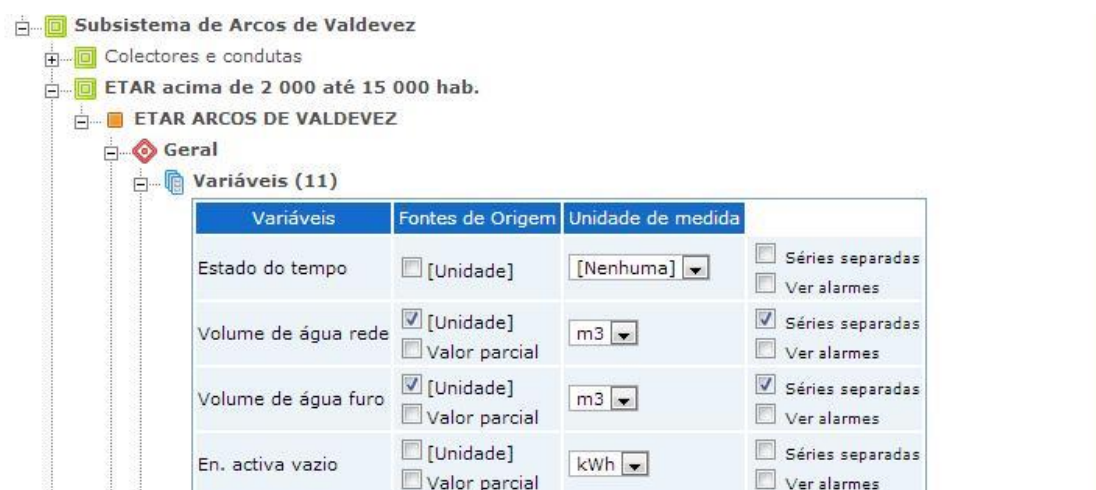 Subsistema de Arcos de Valdevez
Colectores e condutas
ETAR acima de 2 000 até 15 000 hab.
ETAR ARCOS DE VALDEVEZ
Geral
Variáveis (11)
Variáveis Fontes de Origem Unidade de medida
Estado do tempo [Unidade] [Nenhuma] Séries separadas
Ver alarmes
Volume de água rede [Unidade] m3 Séries separadas
Valor parcial Ver alarmes
Volume de água furo [Unidade] m3 Séries separadas
Valor parcial Ver alarmes
En. activa vazio [Unidade] kWh Séries separadas
Valor parcial Ver alarmes